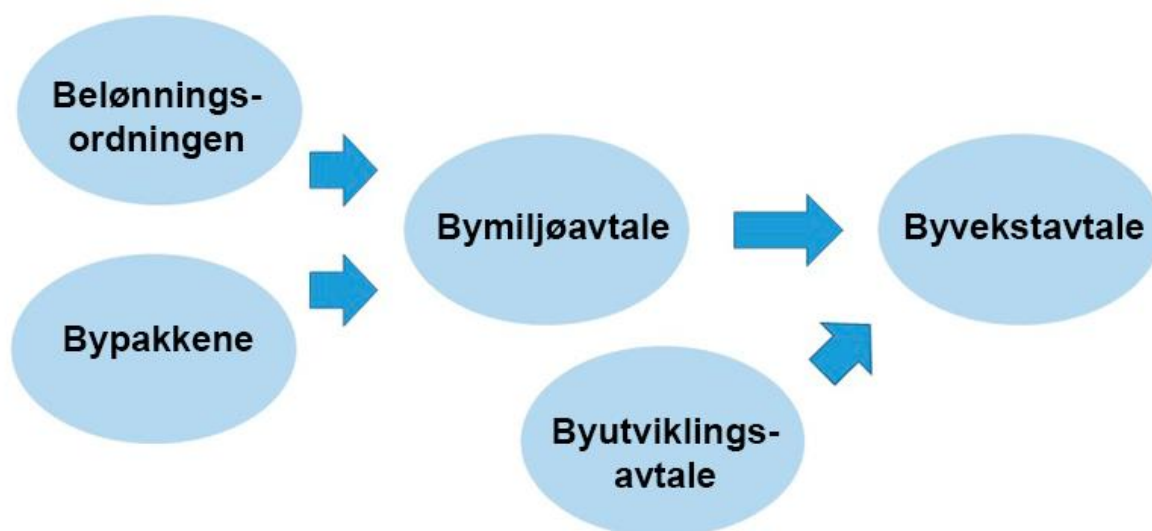 Belønnings-
ordningen
Bypakkene
Bymiljøavtale
Byutviklings-
avtale
Byvekstavtale